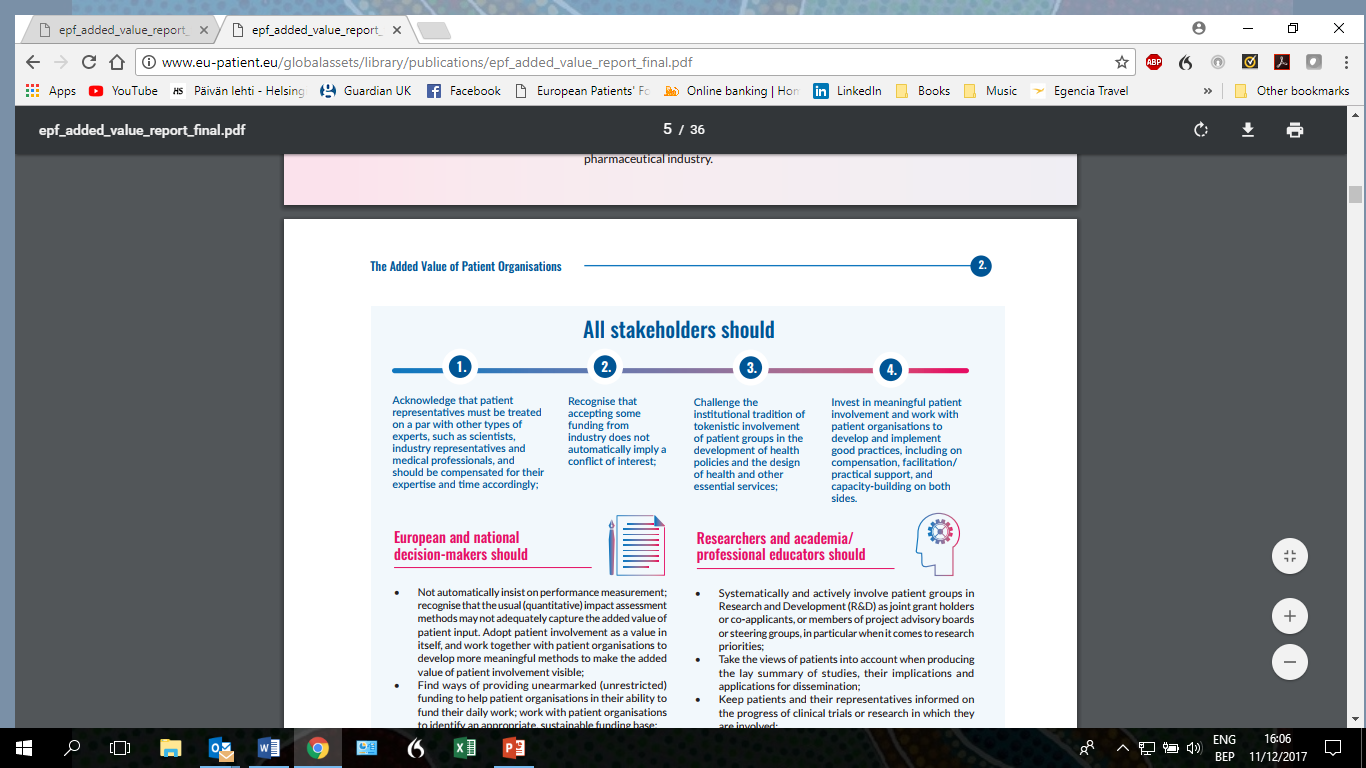 epf_added_value_report_
epf_added_value_report_
www.eu-patient.eu/globalassets/library/publications/epf_added_value_report_final.pdf
ABP
Apps
YouTube
HS Päivän lehti - Helsing
Guardian UK
Facebook
European Patients' Fo
Online banking | Hom
LinkedIn
Books
Music
Egencia Travel
»
Other bookmarks
epf_added_value_report_final.pdf
5 / 36
pharmaceutical industry.
The Added Value of Patient Organisations
2.
All stakeholders should
1.
Acknowledge that patient
representatives must be treated
on a par with other types of
experts, such as scientists,
industry representatives and
medical professionals, and
should be compensated for their
expertise and time accordingly;
2.
Recognise that
accepting some
funding from
industry does not
automatically imply a
conflict of interest;
3.
Challenge the
institutional tradition of
tokenistic involvement
of patient groups in the
development of health
policies and the design
of health and other
essential services;
4.
Invest in meaningful patient
involvement and work with
patient organisations to
develop and implement
good practices, including on
compensation, facilitation/
practical support, and
capacity-building on both
sides.
European and national
decision-makers should
• Not automatically insist on performance measurement;
recognise that the usual (quantitative) impact assessment
methods may not adequately capture the added value of
patient input. Adopt patient involvement as a value in
itself, and work together with patient organisations to
develop more meaningful methods to make the added
value of patient involvement visible;
• Find ways of providing unearmarked (unrestricted)
funding to help patient organisations in their ability to
fund their daily work; work with patient organisations
to identify an appropriate, sustainable funding base;
Researchers and academia/
professional educators should
• Systematically and actively involve patient groups in
Research and Development (R&D) as joint grant holders
or co-applicants, or members of project advisory boards
or steering groups, in particular when it comes to research
priorities;
• Take the views of patients into account when producing
the lay summary of studies, their implications and
applications for dissemination;
• Keep patients and their representatives informed on
the progress of clinical trials or research in which they
are involved;
ENG
BEP
16:06
11/12/2017